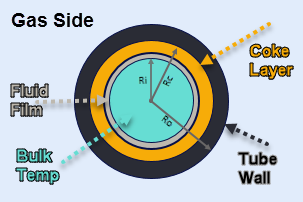 Gas Side
Coke
Layer
Ri
Rc
Fluid
Film
Ro
Bulk
Temp
Tube
Wall